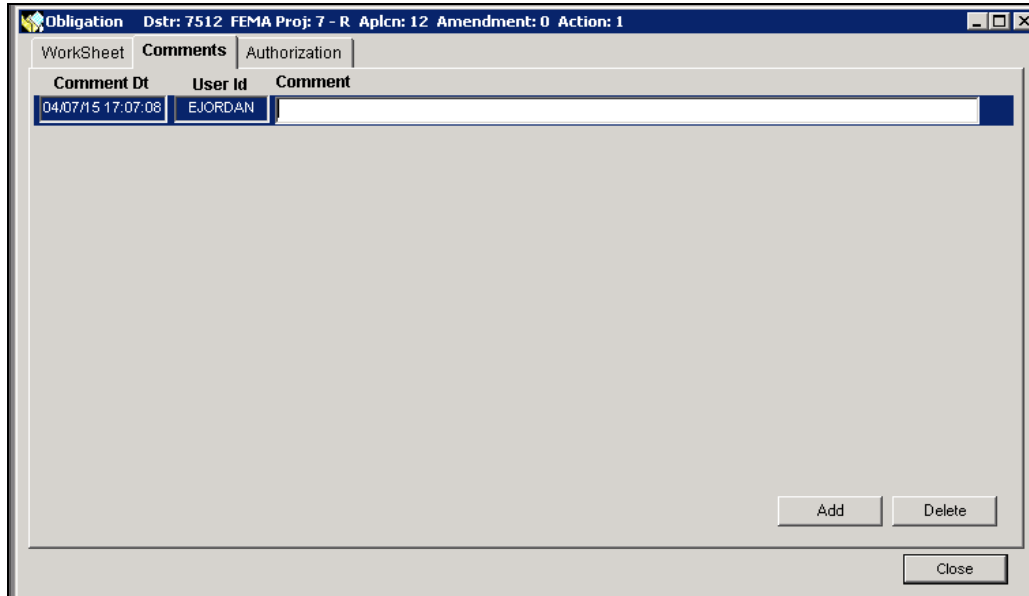 Obligation Dstr: 7512 FEMA Proj: 7 - R Aplcn: 12 Amendment: 0 Action: 1
WorkSheet Comments Authorization
Comment Dt User Id Comment
04/07/15 17:07:08 EJORDAN
Add Delete
Close